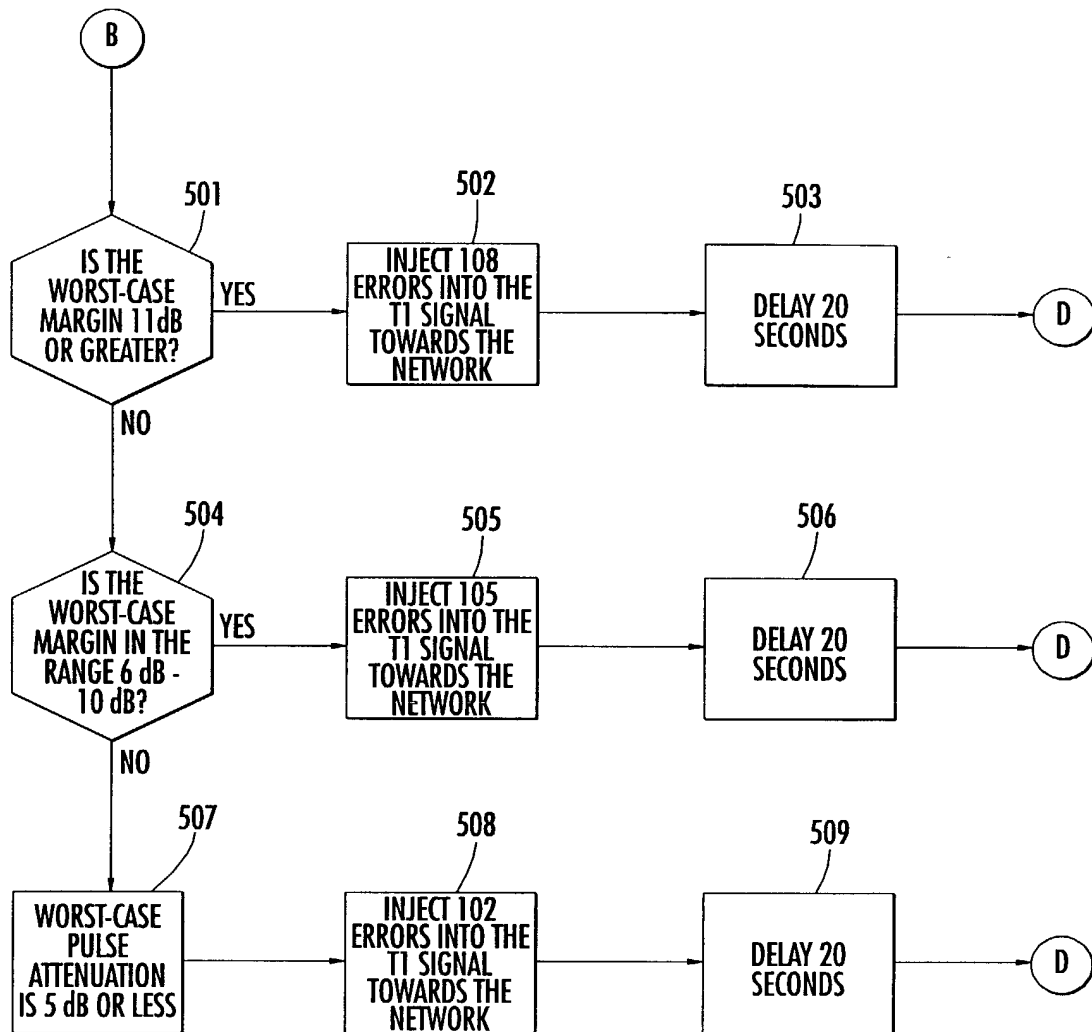 B
501
IS THE
WORST-CASE
MARGIN 11dB
OR GREATER?
YES
NO
502
INJECT 108
ERRORS INTO THE
T1 SIGNAL
TOWARDS THE
NETWORK
503
DELAY 20
SECONDS
D
504
IS THE
WORST-CASE
MARGIN IN THE
RANGE 6 dB -
10 dB?
YES
NO
505
INJECT 105
ERRORS INTO THE
T1 SIGNAL
TOWARDS THE
NETWORK
506
DELAY 20
SECONDS
D
507
WORST-CASE
PULSE
ATTENUATION
IS 5 dB OR LESS
508
INJECT 102
ERRORS INTO THE
T1 SIGNAL
TOWARDS THE
NETWORK
509
DELAY 20
SECONDS
D